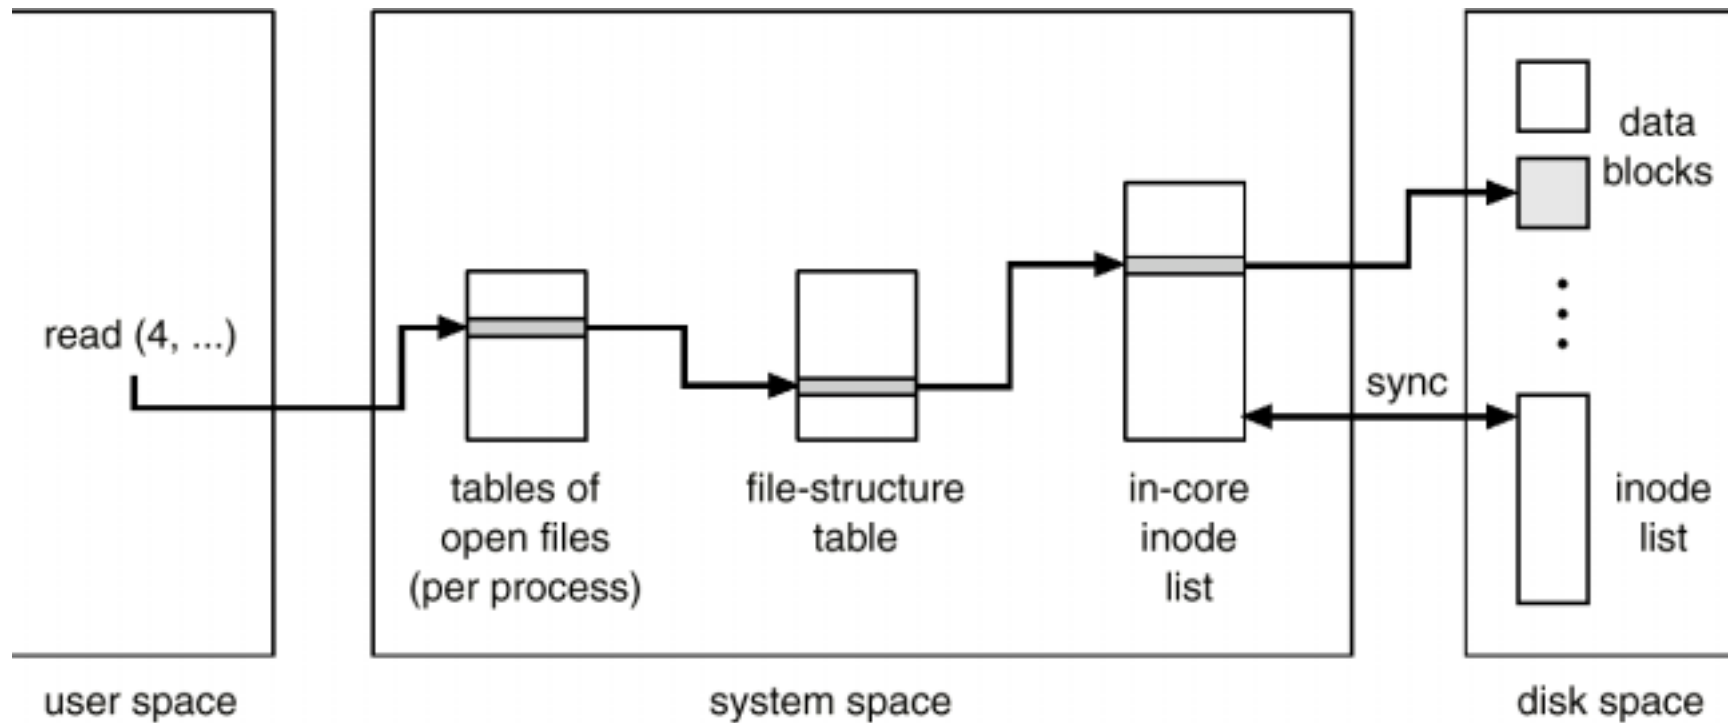 data
blocks
read (4, ...)
sync
tables of
open files
(per process)
file-structure
table
in-core
inode
list
inode
list
user space
system space
disk space